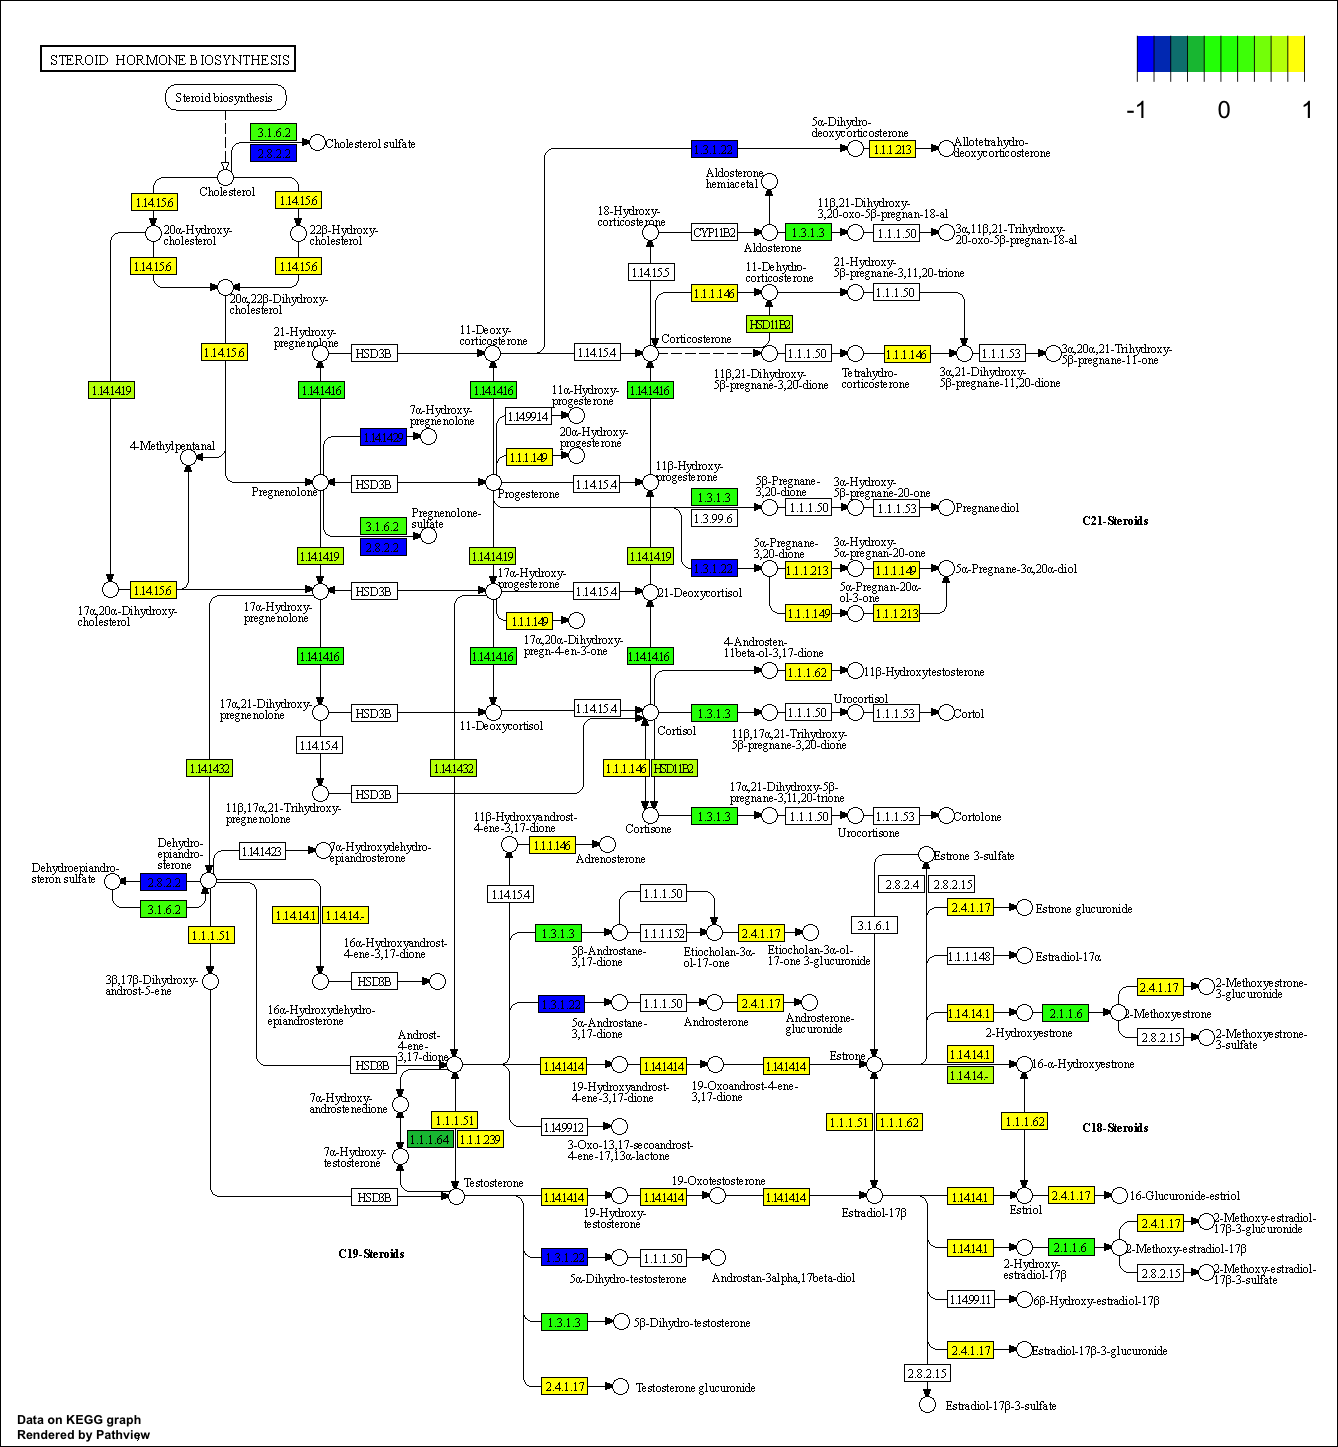 STEROID HORMONE BIOSYNTHESIS
-1 0 1
Steroid biosynthesis
3.1.6.2
2.8.2.2
Cholesterol sulfate
Cholesterol
1.14.15.6
1.14.15.6
20α-Hydroxy-
cholesterol
22β-Hydroxy-
cholesterol
1.14.15.6
1.14.15.6
20α,22β-Dihydroxy-
cholesterol
1.14.15.6
1.14.14.19
4-Methylpentanal
1.14.15.6
17α,20α-Dihydroxy-
cholesterol
5α-Dihydro-
deoxycorticosterone
1.3.1.22
1.1.1.213
Allotetrahydro-
deoxycorticosterone
Aldosterone
hemiacetal
18-Hydroxy-
corticosterone
CYP11B2
Aldosterone
11β,21-Dihydroxy-
3,20-oxo-5β-pregnan-18-al
1.3.1.3
1.1.1.50
3α,11β,21-Trihydroxy-
20-oxo-5β-pregnan-18-al
1.14.15.5
11-Dehydro-
corticosterone
21-Hydroxy-
5β-pregnane-3,11,20-trione
1.1.1.146
1.1.1.50
HSD11B2
21-Hydroxy-
pregnenolone
HSD3B
11-Deoxy-
corticosterone
1.14.15.4
Corticosterone
1.1.1.50
1.1.1.146
1.1.1.53
3α,20α,21-Trihydroxy-
5β-pregnane-11-one
11β,21-Dihydroxy-
5β-pregnane-3,20-dione
Tetrahydro-
corticosterone
3α,21-Dihydroxy-
5β-pregnane-11,20-dione
1.14.14.16
1.14.14.16
1.14.14.16
11α-Hydroxy-
progesterone
1.14.99.14
7α-Hydroxy-
pregnenolone
1.14.14.29
20α-Hydroxy-
progesterone
1.1.1.149
Pregnenolone
HSD3B
Progesterone
1.14.15.4
11β-Hydroxy-
progesterone
1.3.1.3
1.3.99.6
5β-Pregnane-
3,20-dione
1.1.1.50
3α-Hydroxy-
5β-pregnane-20-one
1.1.1.53
Pregnanediol
C21-Steroids
3.1.6.2
2.8.2.2
Pregnenolone-
sulfate
1.14.14.19
1.14.14.19
1.14.14.19
1.3.1.22
5α-Pregnane-
3,20-dione
1.1.1.213
3α-Hydroxy-
5α-pregnan-20-one
1.1.1.149
5α-Pregnane-3α,20α-diol
1.1.1.149
5α-Pregnan-20α-
ol-3-one
1.1.1.213
17α-Hydroxy-
pregnenolone
HSD3B
17α-Hydroxy-
progesterone
1.14.15.4
21-Deoxycortisol
1.1.1.149
17α,20α-Dihydroxy-
pregn-4-en-3-one
1.14.14.16
1.14.14.16
1.14.14.16
4-Androsten-
11beta-ol-3,17-dione
1.1.1.62
11β-Hydroxytestosterone
17α,21-Dihydroxy-
pregnenolone
HSD3B
11-Deoxycortisol
1.14.15.4
Cortisol
1.3.1.3
1.1.1.50
Urocortisol
1.1.1.53
Cortol
11β,17α,21-Trihydroxy-
5β-pregnane-3,20-dione
1.14.15.4
1.14.14.32
1.14.14.32
1.1.1.146
HSD11B2
HSD3B
11β,17α,21-Trihydroxy-
pregnenolone
17α,21-Dihydroxy-5β-
pregnane-3,11,20-trione
1.3.1.3
1.1.1.50
1.1.1.53
Cortolone
Cortisone
Urocortisone
11β-Hydroxyandrost-
4-ene-3,17-dione
1.1.1.146
Adrenosterone
Dehydroepiandro-
steron sulfate
Dehydro-
epiandro-
sterone
2.8.2.2
3.1.6.2
1.14.14.23
7α-Hydroxydehydro-
epiandrosterone
1.14.14.1
1.14.14.-
1.1.1.51
16α-Hydroxyandrost-
4-ene-3,17-dione
3β,17β-Dihydroxy-
androst-5-ene
HSD3B
16α-Hydroxydehydro-
epiandrosterone
1.14.15.4
1.1.1.50
1.3.1.3
1.1.1.152
2.4.1.17
5β-Androstane-
3,17-dione
Etiocholan-3α-
ol-17-one
Etiocholan-3α-ol-
17-one 3-glucuronide
1.3.1.22
1.1.1.50
2.4.1.17
5α-Androstane-
3,17-dione
Androsterone
Androsterone-
glucuronide
Androst-
4-ene-
3,17-dione
HSD3B
1.14.14.14
1.14.14.14
1.14.14.14
19-Hydroxyandrost-
4-ene-3,17-dione
19-Oxoandrost-4-ene-
3,17-dione
1.14.99.12
3-Oxo-13,17-secoandrost-
4-ene-17,13α-lactone
7α-Hydroxy-
androstenedione
1.1.1.51
1.1.1.64
1.1.1.239
7α-Hydroxy-
testosterone
Estrone 3-sulfate
2.8.2.4
2.8.2.15
3.1.6.1
2.4.1.17
Estrone glucuronide
1.1.1.148
Estradiol-17α
1.14.14.1
2-Hydroxyestrone
2.1.1.6
2-Methoxyestrone
2.4.1.17
2-Methoxyestrone-
3-glucuronide
2.8.2.15
2-Methoxyestrone-
3-sulfate
Estrone
1.14.14.1
1.14.14.-
16-α-Hydroxyestrone
1.1.1.51
1.1.1.62
1.1.1.62
C18-Steroids
HSD3B
Testosterone
1.14.14.14
1.14.14.14
1.14.14.14
19-Hydroxy-
testosterone
19-Oxotestosterone
Estradiol-17β
1.14.14.1
Estriol
2.4.1.17
16-Glucuronide-estriol
C19-Steroids
1.3.1.22
1.1.1.50
5α-Dihydro-testosterone
Androstan-3alpha,17beta-diol
1.3.1.3
5β-Dihydro-testosterone
2.4.1.17
Testosterone glucuronide
1.14.14.1
2-Hydroxy-
estradiol-17β
2.1.1.6
2-Methoxy-estradiol-17β
2.4.1.17
2-Methoxy-estradiol-
17β-3-glucuronide
2.8.2.15
2-Methoxy-estradiol-
17β-3-sulfate
1.14.99.11
6β-Hydroxy-estradiol-17β
2.4.1.17
Estradiol-17β-3-glucuronide
2.8.2.15
Estradiol-17β-3-sulfate
Data on KEGG graph
Rendered by Pathview